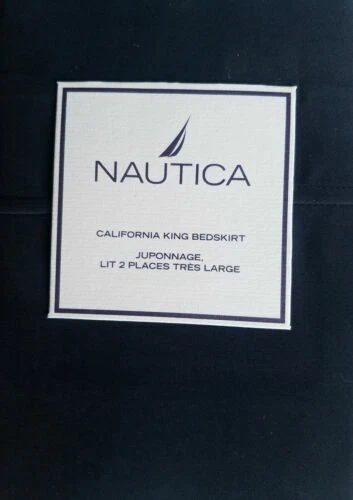 NAUTICA
CALIFORNIA KING BEDSKIRT
JUPONNAGE,
LIT 2 PLACES TRÈS LARGE